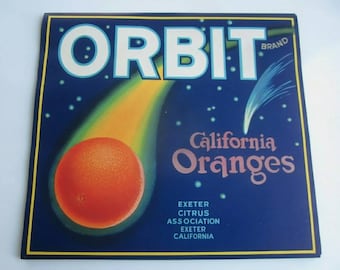 ORBIT
BRAND
California
Oranges
EXETER
CITRUS
ASSOCIATION
EXETER
CALIFORNIA